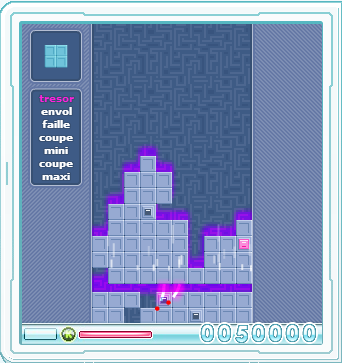 tresor
envol
faille
coupe
mini
coupe
maxi
0050000